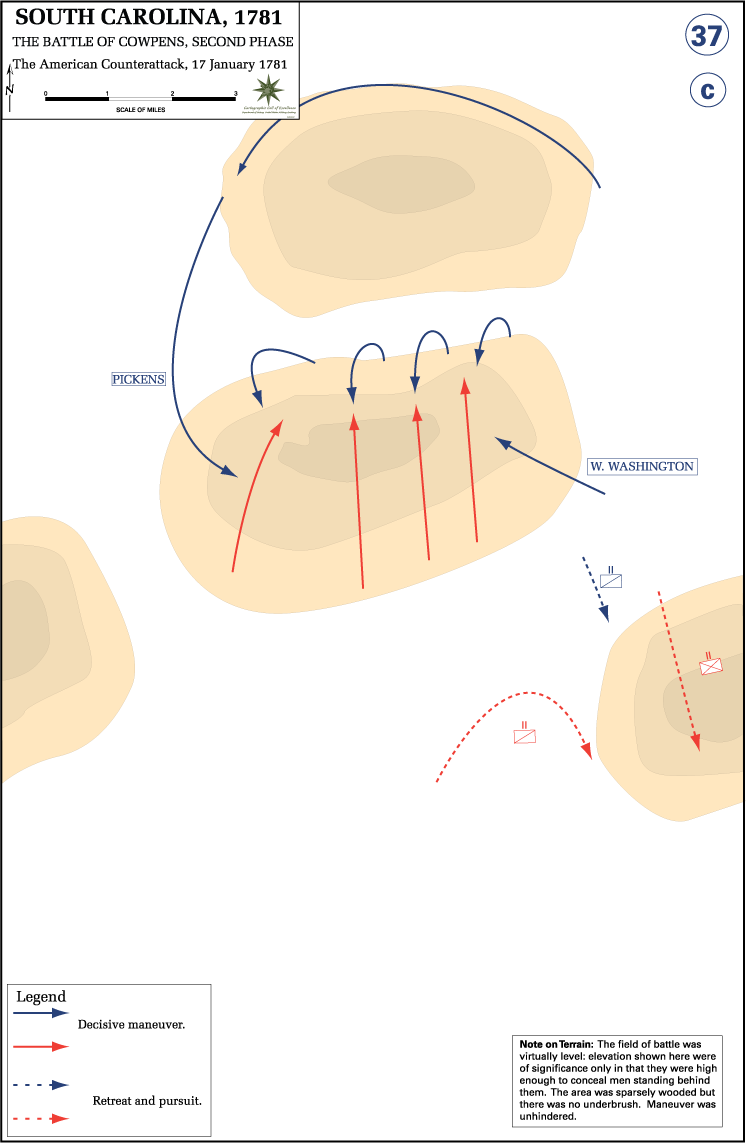 SOUTH CAROLINA, 1781
THE BATTLE OF COWPENS, SECOND PHASE
The American Counterattack, 17 January 1781
N
0 1 2 3
SCALE OF MILES
37
C
PICKENS
W. WASHINGTON
Legend
Decisive maneuver.
Retreat and pursuit.
Note on Terrain: The field of battle was
virtually level: elevation shown here were
of significance only in that they were high
enough to conceal men standing behind
them. The area was sparsely wooded but
there was no underbrush. Maneuver was
unhindered.